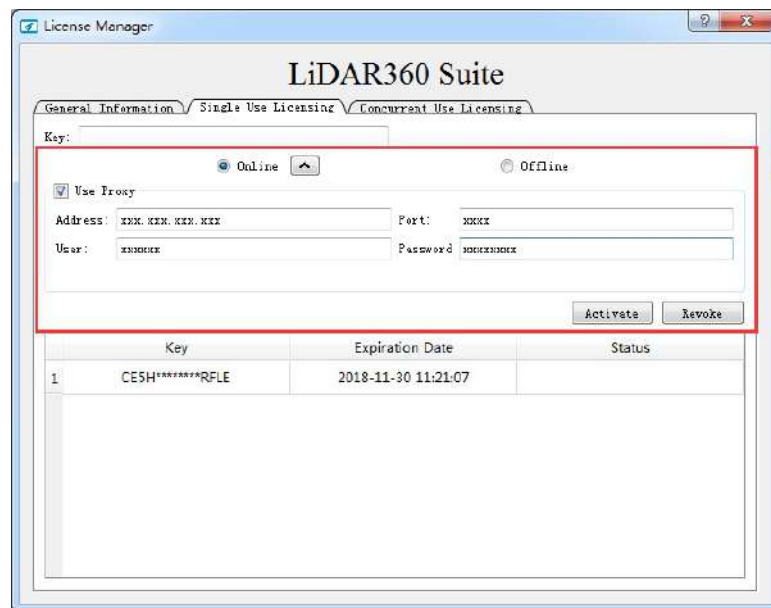 License Manager
LiDAR360 Suite
General Information Single Use Licensing Concurrent Use Licensing
Key:
Online Offline
Use Proxy
Address: xxx.xxx.xxx.xxx Port: xxxx
User: xxxxxx Password xxxxxxxxx
Activate Revoke
Key Expiration Date Status
1 CE5H********RFLE 2018-11-30 11:21:07